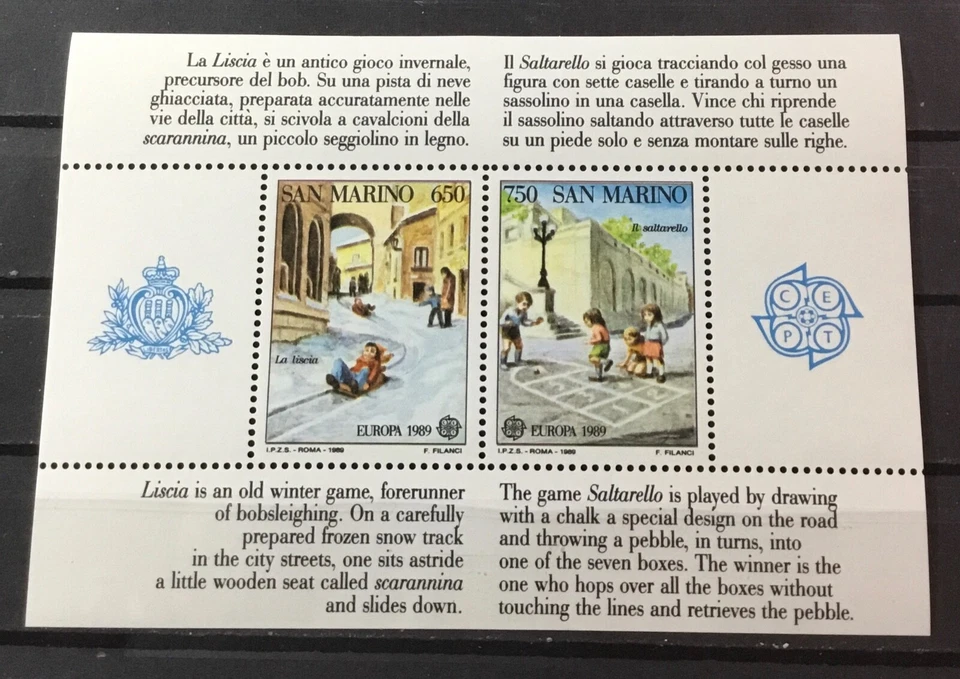 La Liscia è un antico gioco invernale,
precursore del bob. Su una pista di neve
ghiacciata, preparata accuratamente nelle
vie della città, si scivola a cavalcioni della
scarannina, un piccolo seggiolino in legno.
Il Saltarello si gioca tracciando col gesso una
figura con sette caselle e tirando a turno un
sassolino in una casella. Vince chi riprende
il sassolino saltando attraverso tutte le caselle
su un piede solo e senza montare sulle righe.
SAN MARINO 650
La liscia
EUROPA 1989
I.P.Z.S. - ROMA - 1989 F. FILANCI
750 SAN MARINO
Il saltarello
EUROPA 1989
I.P.Z.S. - ROMA - 1989 F. FILANCI
C E
P T
Liscia is an old winter game, forerunner
of bobsleighing. On a carefully
prepared frozen snow track
in the city streets, one sits astride
a little wooden seat called scarannina
and slides down.
The game Saltarello is played by drawing
with a chalk a special design on the road
and throwing a pebble, in turns, into
one of the seven boxes. The winner is the
one who hops over all the boxes without
touching the lines and retrieves the pebble.